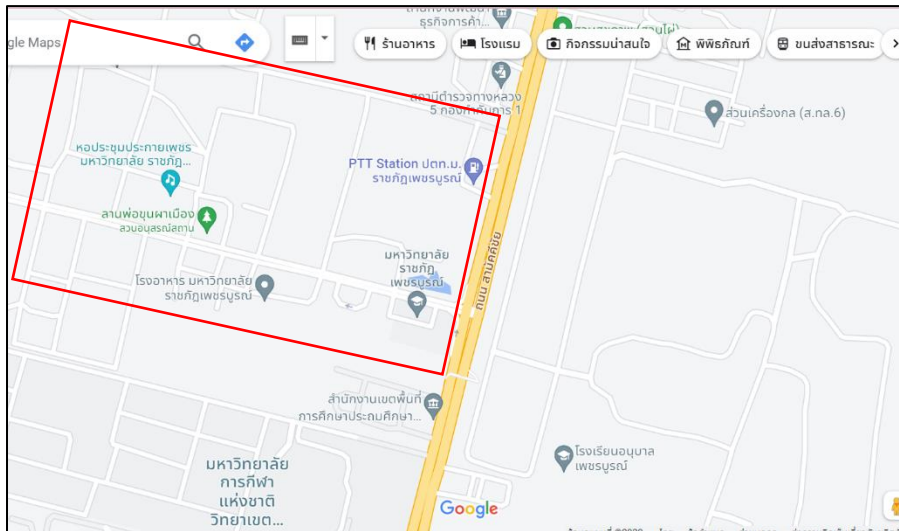 gle Maps
ร้านอาหาร
โรงแรม
กิจกรรมน่าสนใจ
พิพิธภัณฑ์
ขนส่งสาธารณะ
ธุรกิจการค้า...
สถานีตำรวจทางหลวง
5 กองกำกับการ 1
ส่วนเครื่องกล (ส.ทล.6)
หอประชุมประกายเพชร
มหาวิทยาลัย ราชภัฏ...
PTT Station ปตท.ม.
ราชภัฏเพชรบูรณ์
ลานพ่อขุนผาเมือง
สวนอนุสรณ์สถาน
มหาวิทยาลัย
ราชภัฏ
เพชรบูรณ์
ถนน สามัคคีชัย
โรงอาหาร มหาวิทยาลัย
ราชภัฏเพชรบูรณ์
สำนักงานเขตพื้นที่
การศึกษาประถมศึกษา...
โรงเรียนอนุบาล
เพชรบูรณ์
มหาวิทยาลัย
การกีฬา
แห่งชาติ
วิทยาเขต...
Google